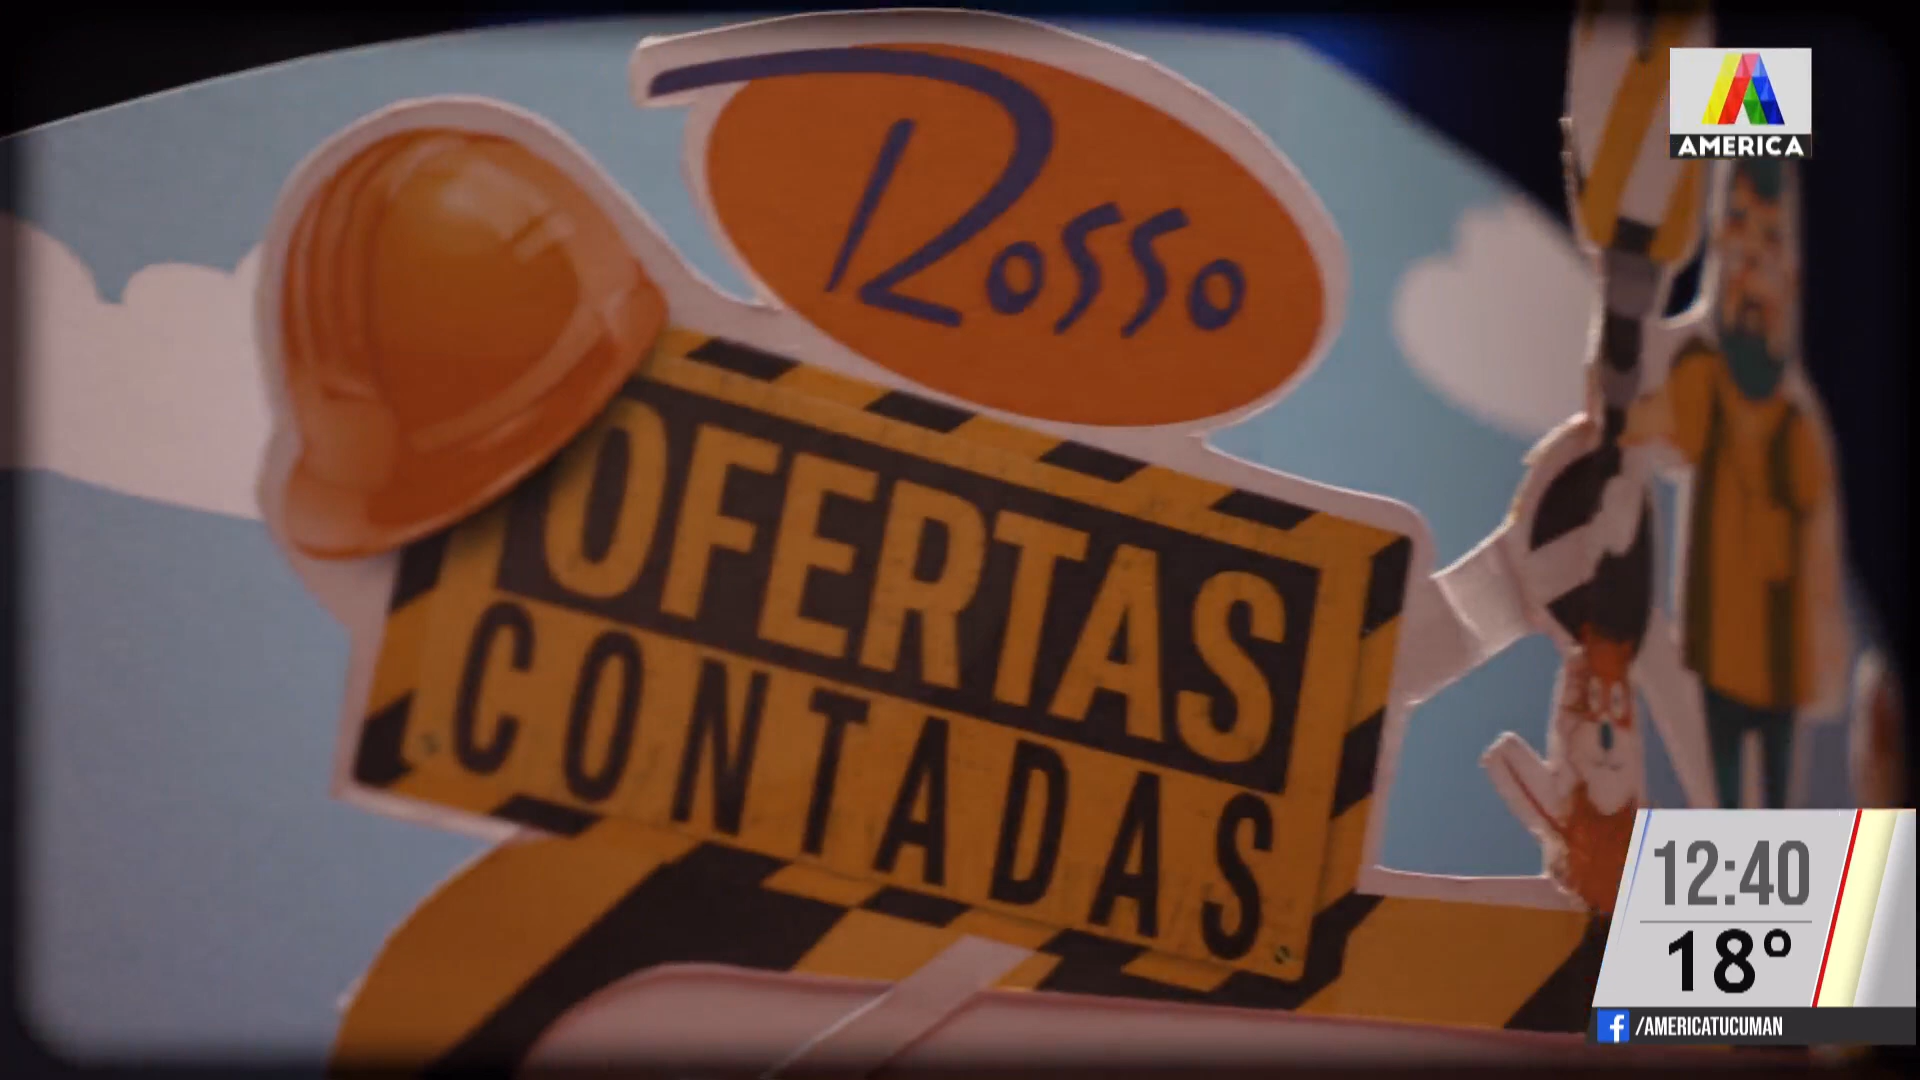 Rosso
OFERTAS
CONTADAS
AMERICA
12:40
18°
/AMERICATUCUMAN